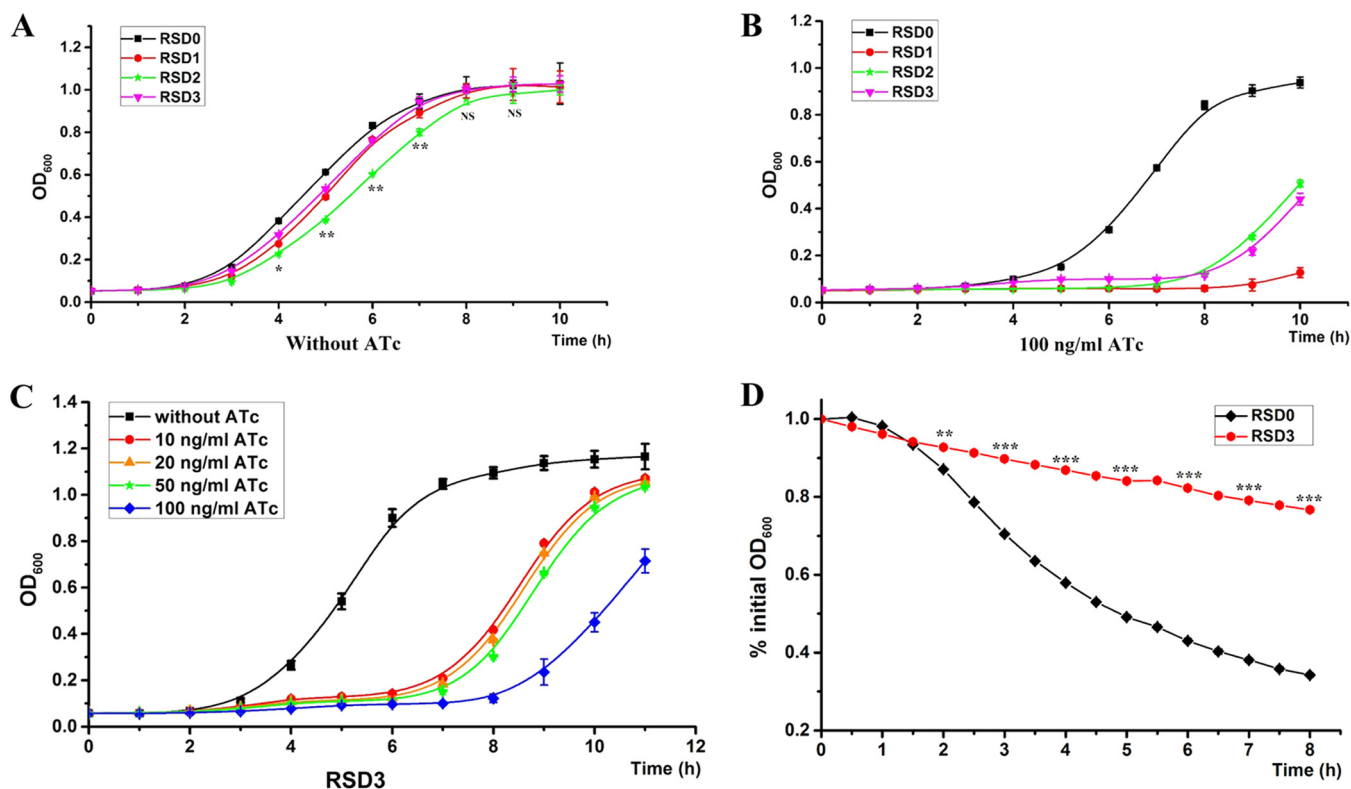 A
RSD0
RSD1
RSD2
RSD3
OD600
1.2
1.0
0.8
0.6
0.4
0.2
0.0
*
**
**
**
NS
NS
0 2 4 6 8 10
Time (h)
Without ATc
B
RSD0
RSD1
RSD2
RSD3
OD600
1.2
1.0
0.8
0.6
0.4
0.2
0.0
0 2 4 6 8 10
Time (h)
100 ng/ml ATc
C
without ATc
10 ng/ml ATc
20 ng/ml ATc
50 ng/ml ATc
100 ng/ml ATc
OD600
1.4
1.2
1.0
0.8
0.6
0.4
0.2
0.0
0 2 4 6 8 10 12
Time (h)
RSD3
D
RSD0
RSD3
% initial OD600
1.0
0.8
0.6
0.4
0.2
** *** *** *** *** *** ***
0 1 2 3 4 5 6 7 8
Time (h)